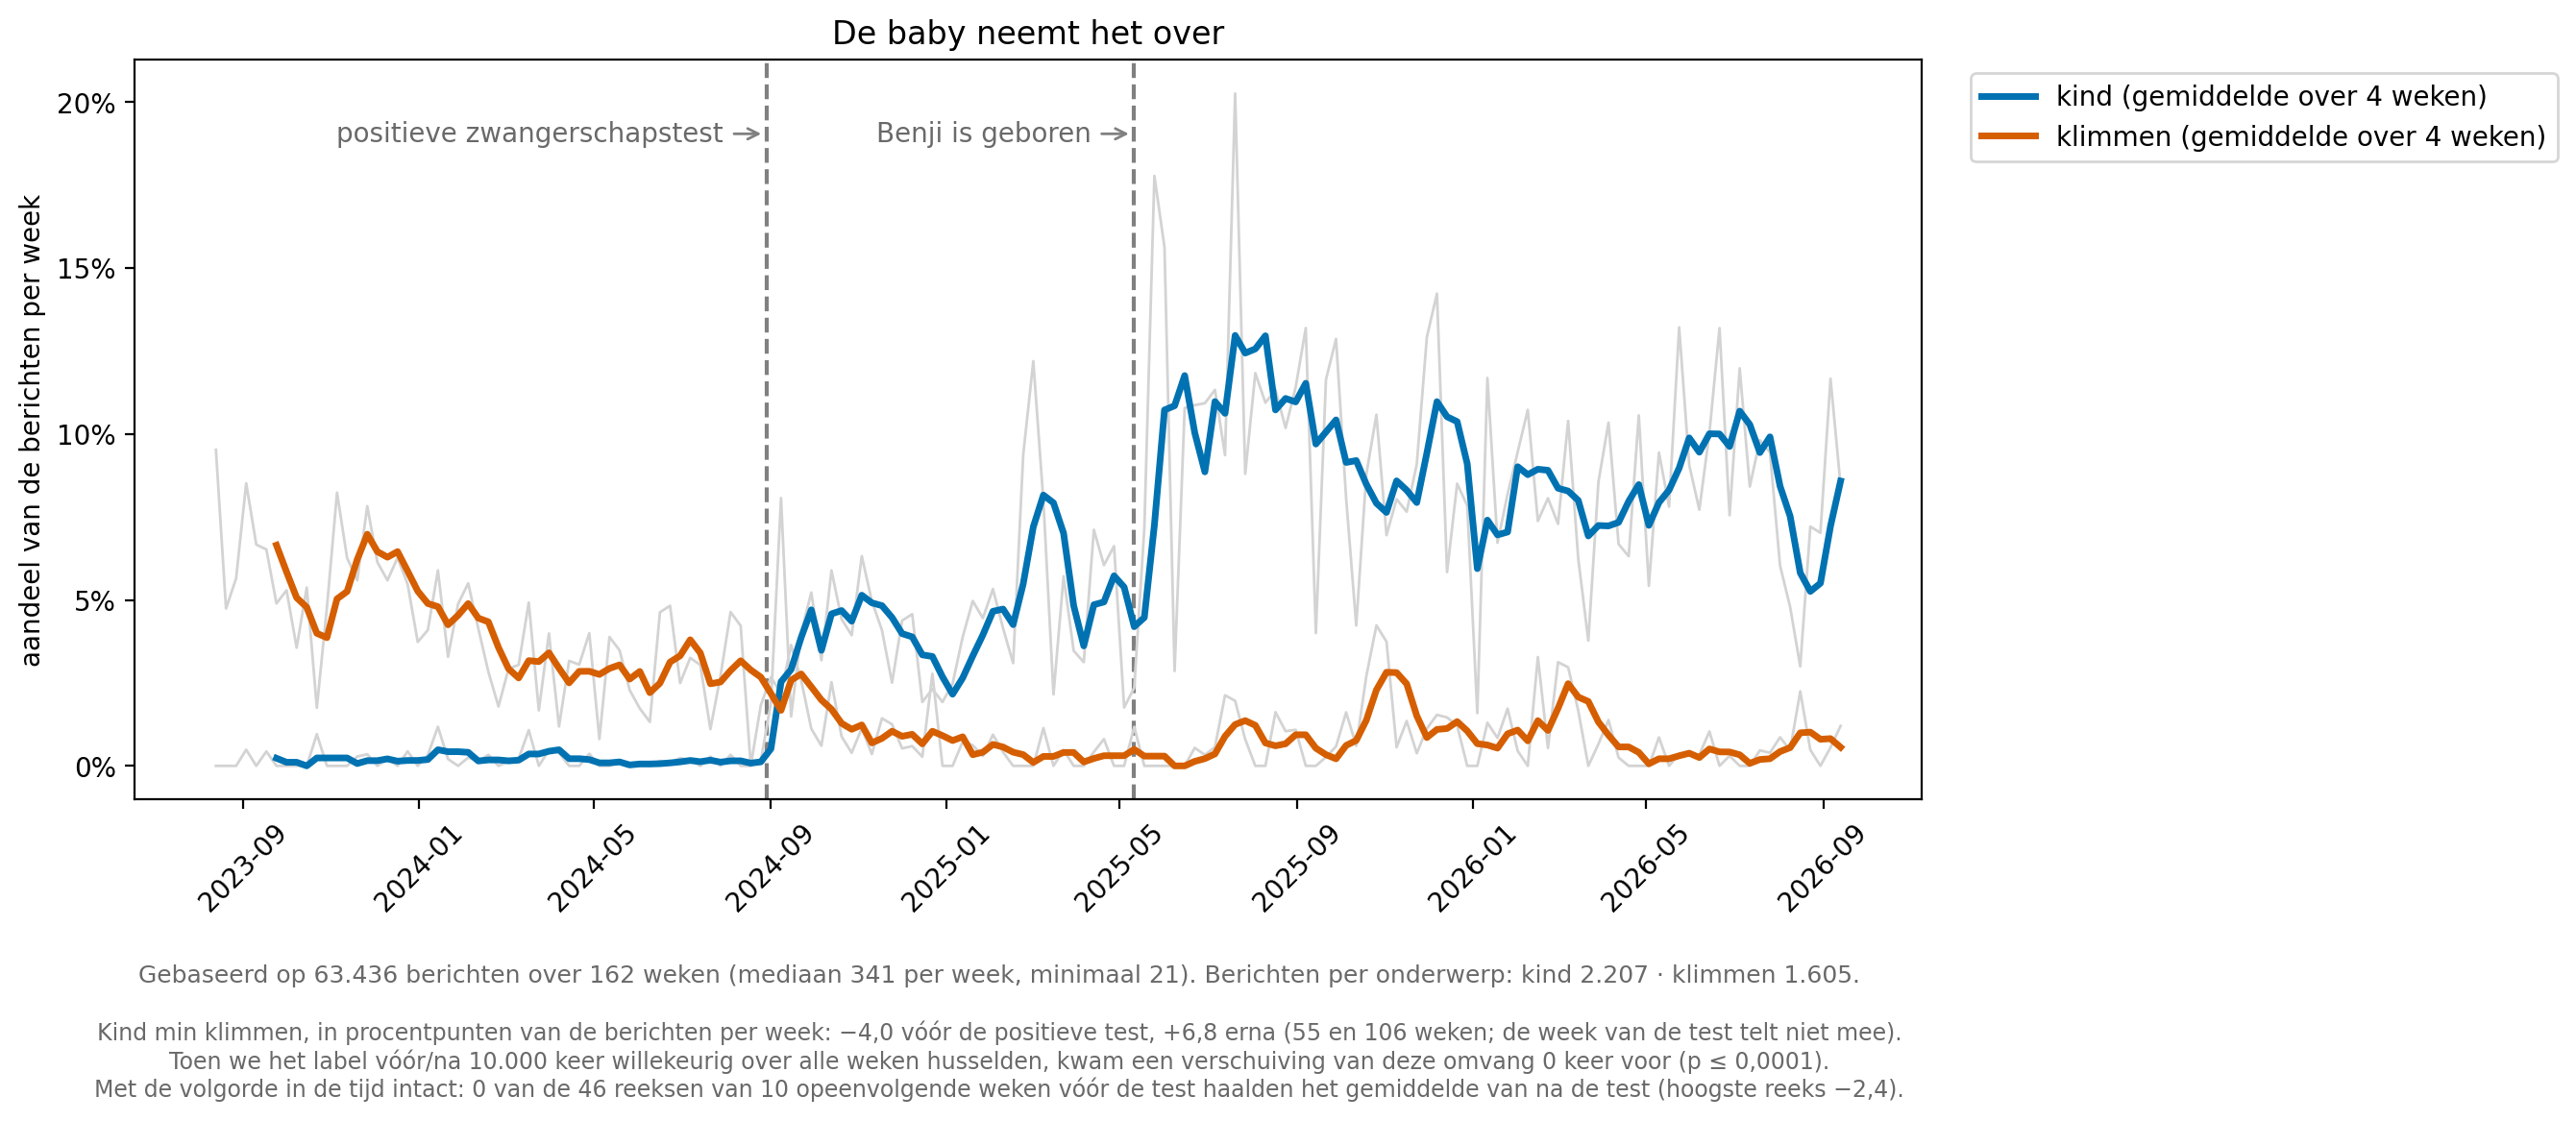 De baby neemt het over
kind (gemiddelde over 4 weken)
klimmen (gemiddelde over 4 weken)
positieve zwangerschapstest
Benji is geboren
aandeel van de berichten per week
20%
15%
10%
5%
0%
2023-09
2024-01
2024-05
2024-09
2025-01
2025-05
2025-09
2026-01
2026-05
2026-09
Gebaseerd op 63.436 berichten over 162 weken (mediaan 341 per week, minimaal 21). Berichten per onderwerp: kind 2.207 · klimmen 1.605.
Kind min klimmen, in procentpunten van de berichten per week: −4,0 vóór de positieve test, +6,8 erna (55 en 106 weken; de week van de test telt niet mee).
Toen we het label vóór/na 10.000 keer willekeurig over alle weken husselden, kwam een verschuiving van deze omvang 0 keer voor (p ≤ 0,0001).
Met de volgorde in de tijd intact: 0 van de 46 reeksen van 10 opeenvolgende weken vóór de test haalden het gemiddelde van na de test (hoogste reeks −2,4).